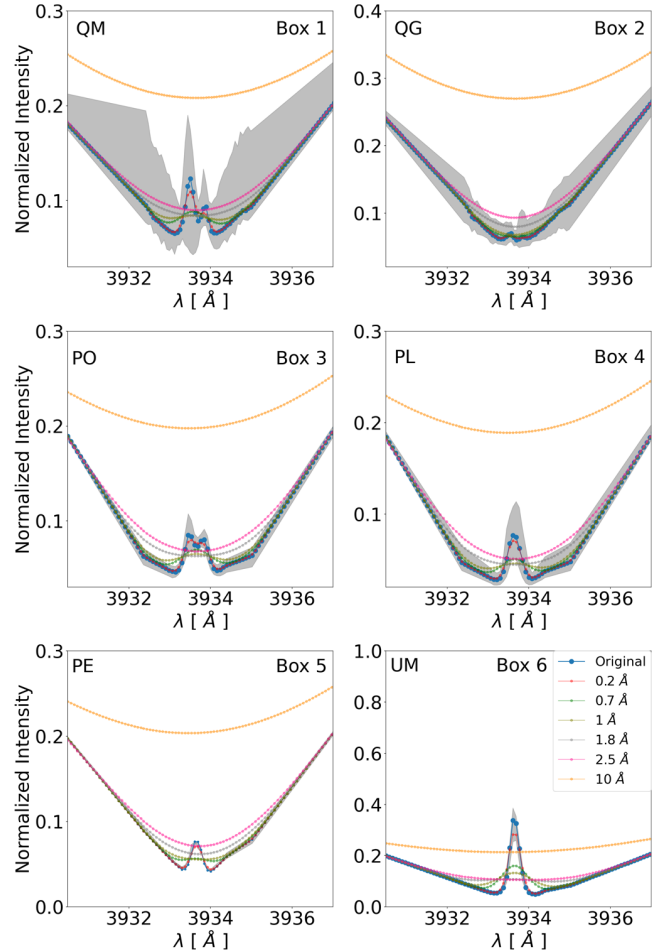 QM Box 1
0.3
0.2
0.1
Normalized Intensity
3932 3934 3936
λ [ Å ]
QG Box 2
0.4
0.3
0.2
0.1
3932 3934 3936
λ [ Å ]
PO Box 3
0.3
0.2
0.1
Normalized Intensity
3932 3934 3936
λ [ Å ]
PL Box 4
0.3
0.2
0.1
3932 3934 3936
λ [ Å ]
PE Box 5
0.3
0.2
0.1
0.0
Normalized Intensity
3932 3934 3936
λ [ Å ]
UM Box 6
1.0
0.8
0.6
0.4
0.2
0.0
Original
0.2 Å
0.7 Å
1 Å
1.8 Å
2.5 Å
10 Å
3932 3934 3936
λ [ Å ]